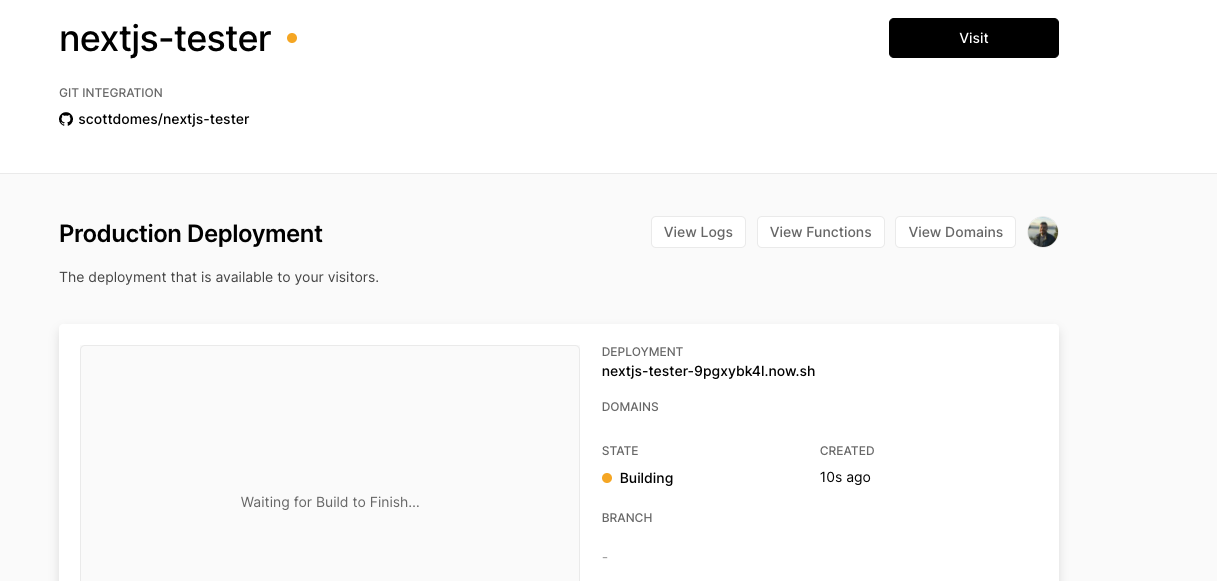 nextjs-tester
Visit
GIT INTEGRATION
scottdomes/nextjs-tester
Production Deployment
View Logs
View Functions
View Domains
The deployment that is available to your visitors.
DEPLOYMENT
nextjs-tester-9pgxybk4l.now.sh
DOMAINS
STATE
CREATED
Building
10s ago
Waiting for Build to Finish...
BRANCH
-